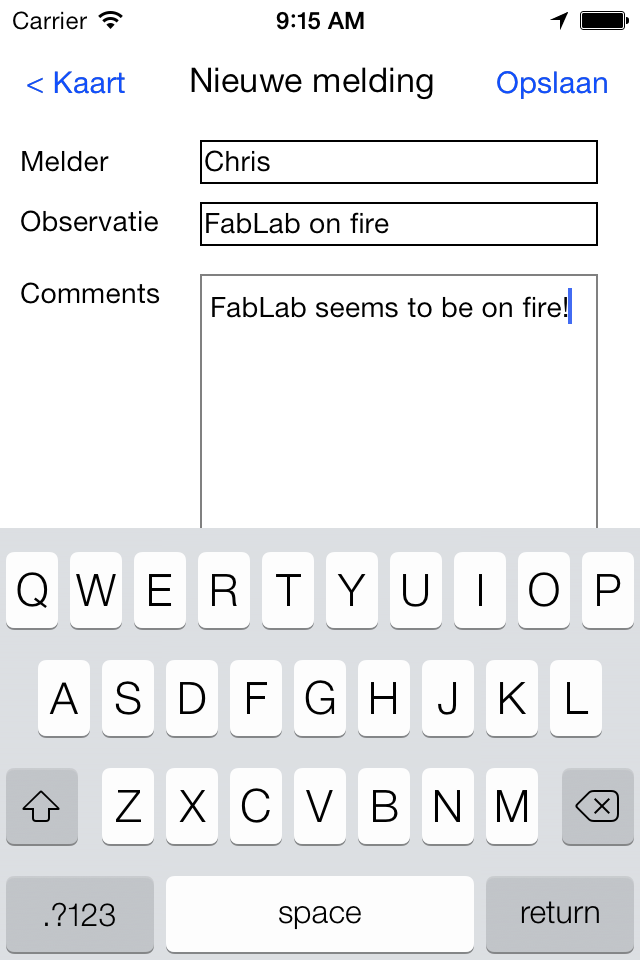 Carrier 9:15 AM
< Kaart Nieuwe melding Opslaan
Melder Chris
Observatie FabLab on fire
Comments FabLab seems to be on fire!
Q W E R T Y U I O P
A S D F G H J K L
Z X C V B N M
.?123 space return